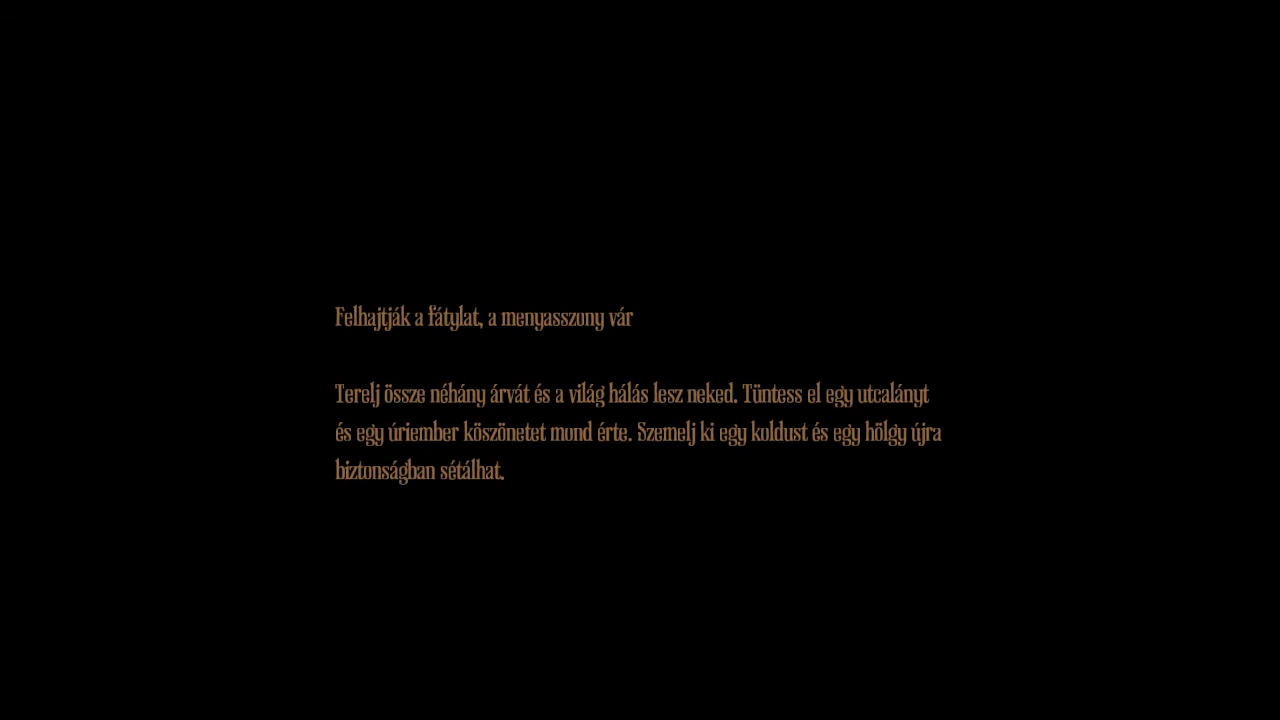 Felhajtják a fátylat, a menyasszony vár
Terelj össze néhány árvát és a világ hálás lesz neked. Tüntess el egy utcalányt
és egy úriember köszönetet mond érte. Szemelj ki egy koldust és egy hölgy újra
biztonságban sétálhat.